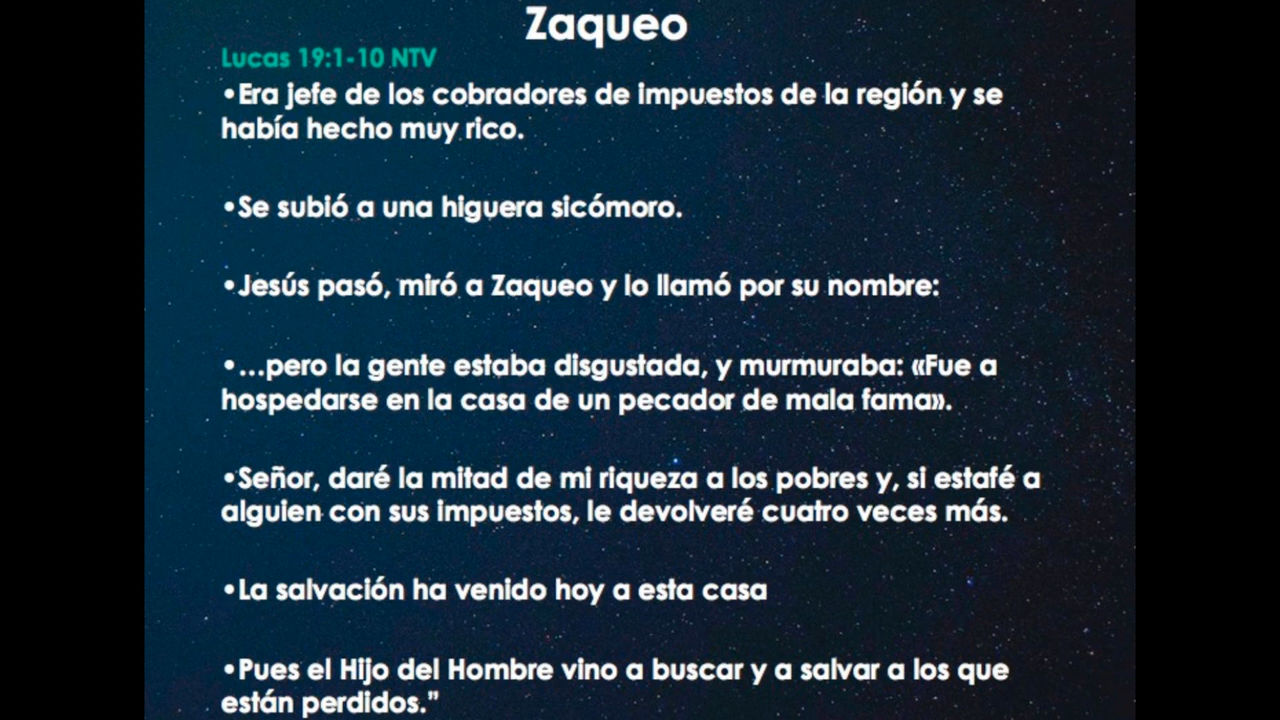 Zaqueo
Lucas 19:1-10 NTV
•Era jefe de los cobradores de impuestos de la región y se
había hecho muy rico.
•Se subió a una higuera sicómoro.
•Jesús pasó, miró a Zaqueo y lo llamó por su nombre:
•...pero la gente estaba disgustada, y murmuraba: «Fue a
hospedarse en la casa de un pecador de mala fama».
•Señor, daré la mitad de mi riqueza a los pobres y, si estafé a
alguien con sus impuestos, le devolveré cuatro veces más.
•La salvación ha venido hoy a esta casa
•Pues el Hijo del Hombre vino a buscar y a salvar a los que
están perdidos.”